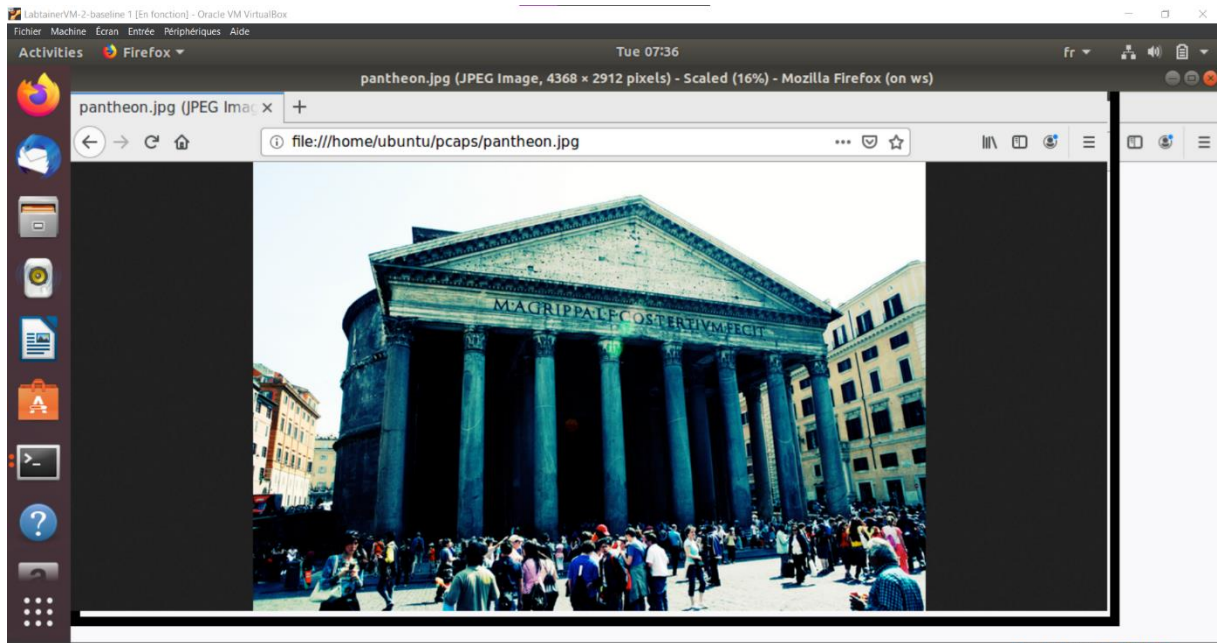 LabtainerVM-2-baseline 1 [En fonction] - Oracle VM VirtualBox
Fichier Machine Écran Entrée Périphériques Aide
Activities Firefox Tue 07:36 fr
pantheon.jpg (JPEG Image, 4368 × 2912 pixels) - Scaled (16%) - Mozilla Firefox (on ws)
pantheon.jpg (JPEG Imag
file:///home/ubuntu/pcaps/pantheon.jpg
M·AGRIPPA·L·F·COS·TERTIVM·FECIT